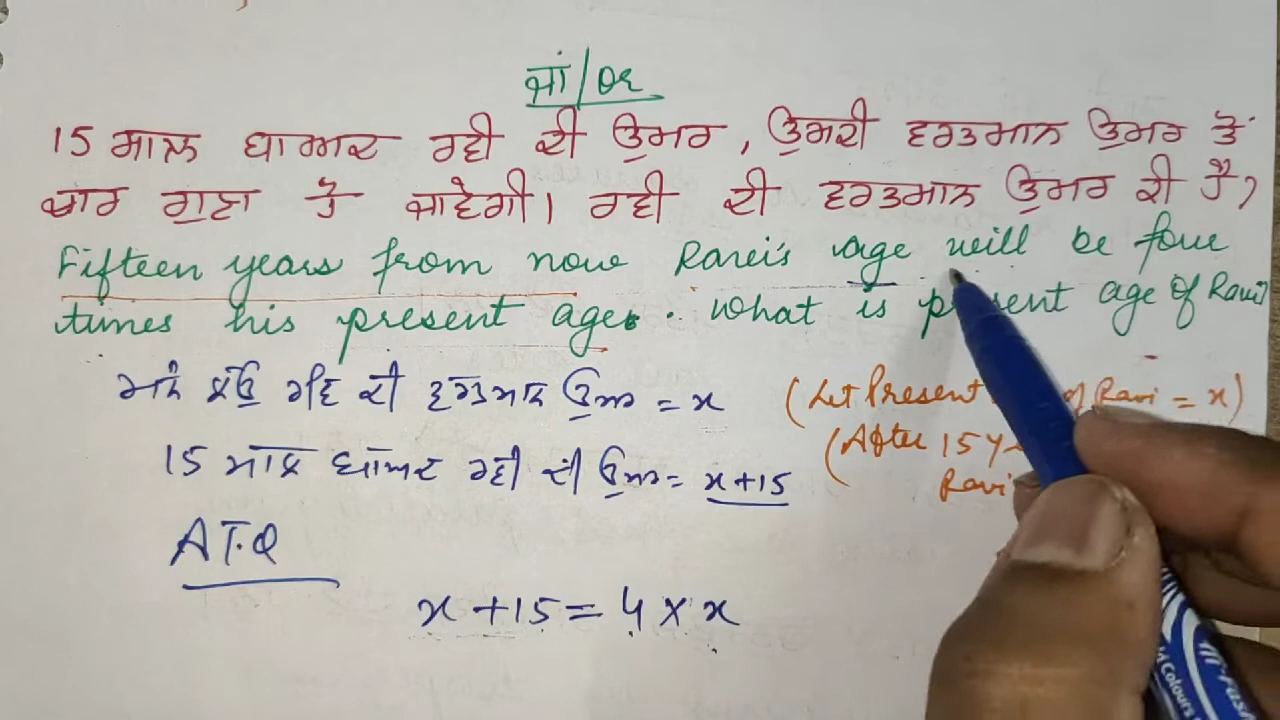 ਜਾਂ/OR
15 ਸਾਲ ਬਾਅਦ ਰਵੀ ਦੀ ਉਮਰ, ਉਸਦੀ ਵਰਤਮਾਨ ਉਮਰ ਤੋਂ
ਚਾਰ ਗੁਣਾ ਹੋ ਜਾਵੇਗੀ। ਰਵੀ ਦੀ ਵਰਤਮਾਨ ਉਮਰ ਕੀ ਹੈ?
Fifteen years from now Ravi's age will be four
times his present age. What is present age of Ravi?
ਮੰਨ ਲਓ ਰਵਿ ਦੀ ਵਰਤਮਾਨ ਉਮਰ = x (Let Present of Ravi = x)
15 ਸਾਲ ਬਾਅਦ ਰਵੀ ਦੀ ਉਮਰ = x+15 (After 15 y
Ravi
A T.Q
x + 15 = 4 × x